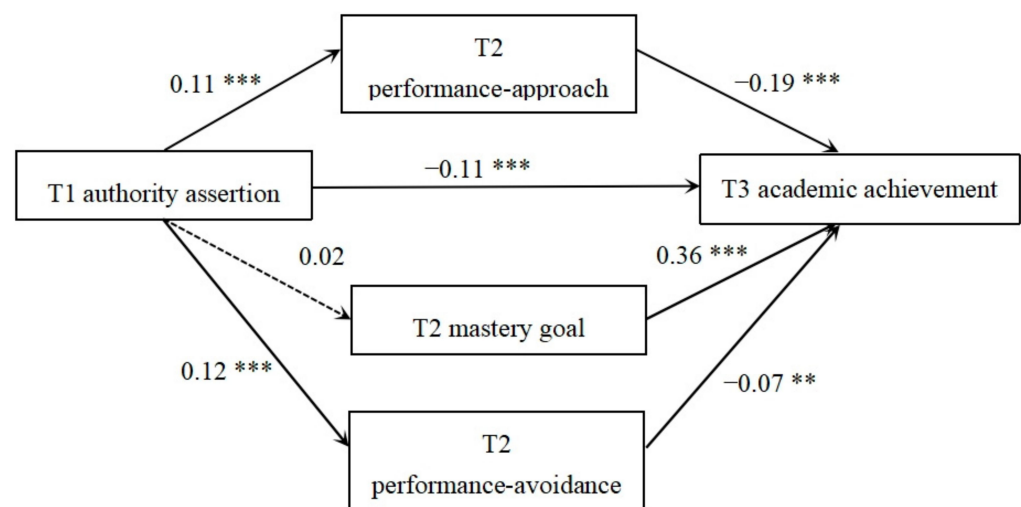 T2
performance-approach
0.11 ***
−0.19 ***
−0.11 ***
T1 authority assertion
T3 academic achievement
0.02
0.36 ***
T2 mastery goal
0.12 ***
−0.07 **
T2
performance-avoidance